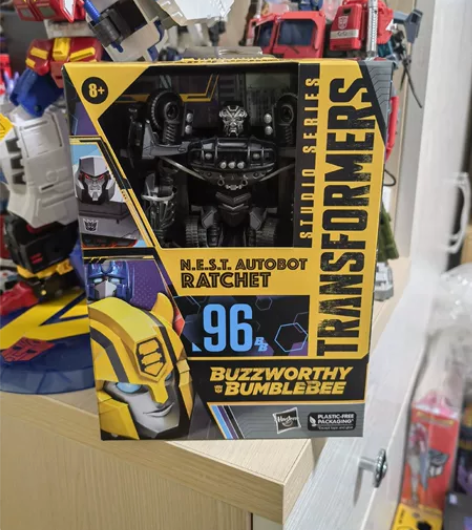 8+
STUDIO SERIES
TRANSFORMERS
N.E.S.T. AUTOBOT
RATCHET
96
BB
BUZZWORTHY
BUMBLEBEE
Hasbro
PLASTIC-FREE
PACKAGING*